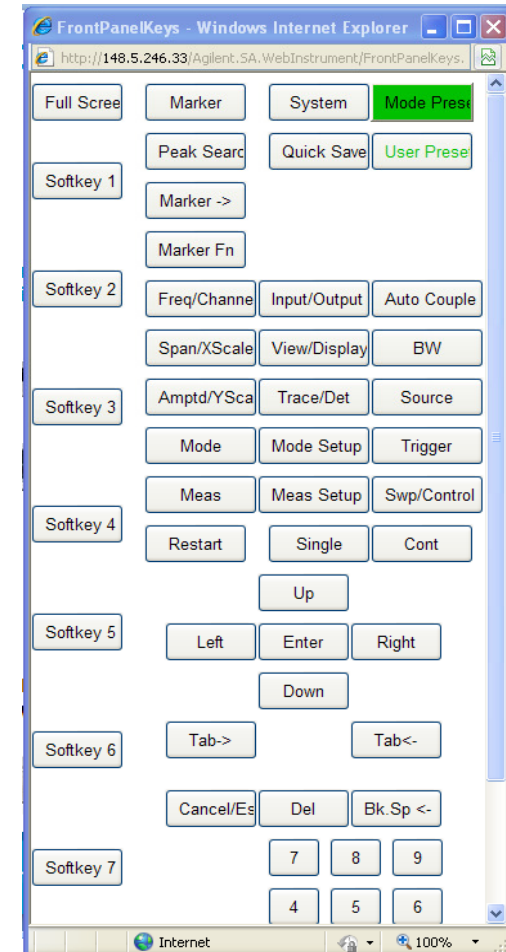 FrontPanelKeys - Windows Internet Explorer
http://148.5.246.33/Agilent.SA.WebInstrument/FrontPanelKeys.
Full Scree Marker System Mode Prese
Peak Searc Quick Save User Prese
Softkey 1
Marker ->
Marker Fn
Softkey 2
Freq/Channe Input/Output Auto Couple
Span/XScale View/Display BW
Softkey 3 Amptd/YSca Trace/Det Source
Mode Mode Setup Trigger
Meas Meas Setup Swp/Control
Softkey 4
Restart Single Cont
Up
Softkey 5
Left Enter Right
Down
Tab-> Tab<-
Softkey 6
Cancel/Es Del Bk.Sp <-
7 8 9
Softkey 7
4 5 6
Internet 100%